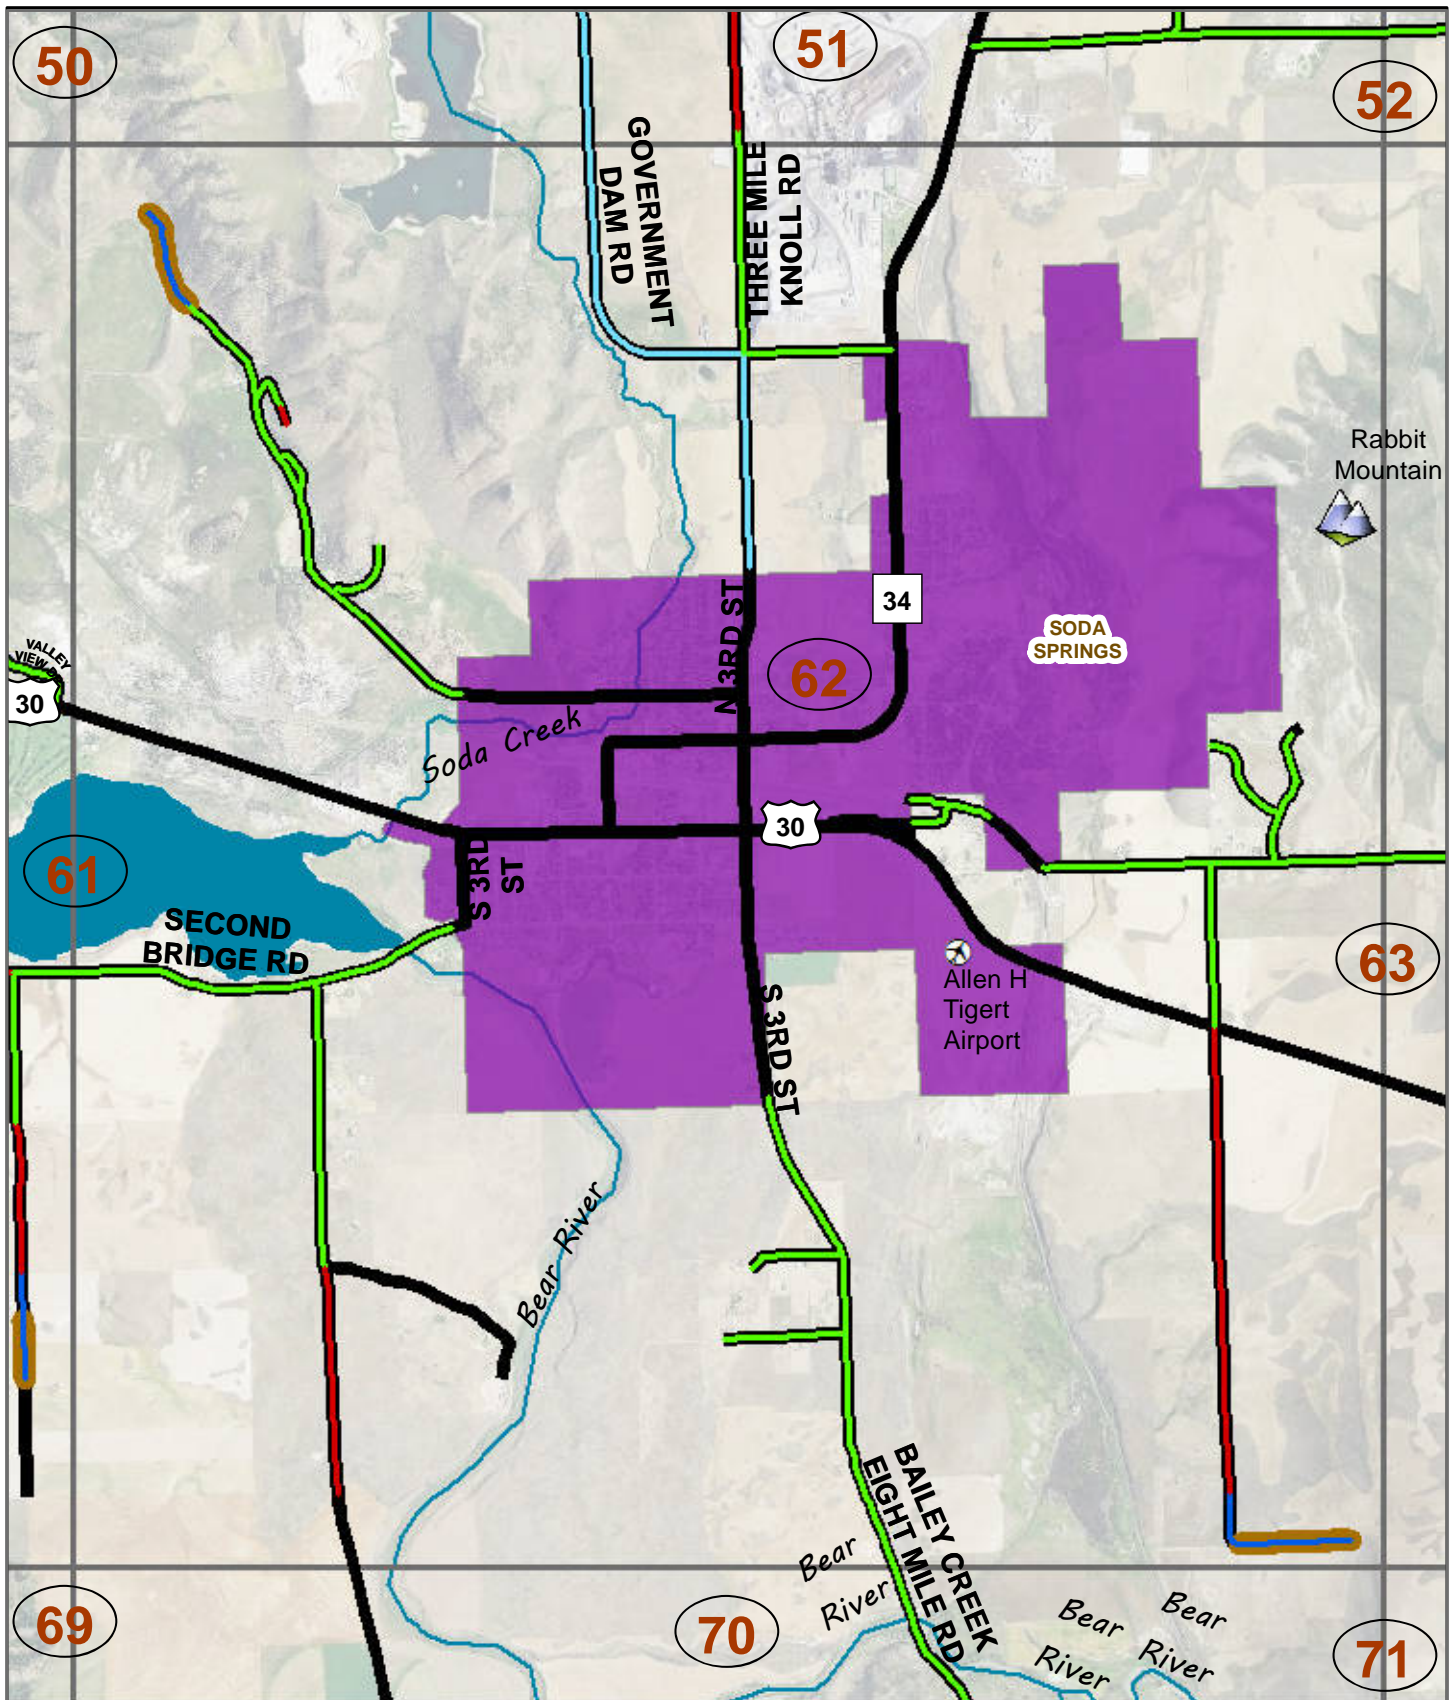 50
51
52
GOVERNMENT
DAM RD
THREE MILE
KNOLL RD
Rabbit
Mountain
34
SODA
SPRINGS
N 3RD ST
62
VALLEY
VIEW DR
30
Soda Creek
30
61
S 3RD
ST
SECOND
BRIDGE RD
63
Allen H
Tigert
Airport
S 3RD ST
Bear River
BAILEY CREEK
EIGHT MILE RD
Bear
River
Bear
River
Bear
River
69
70
71